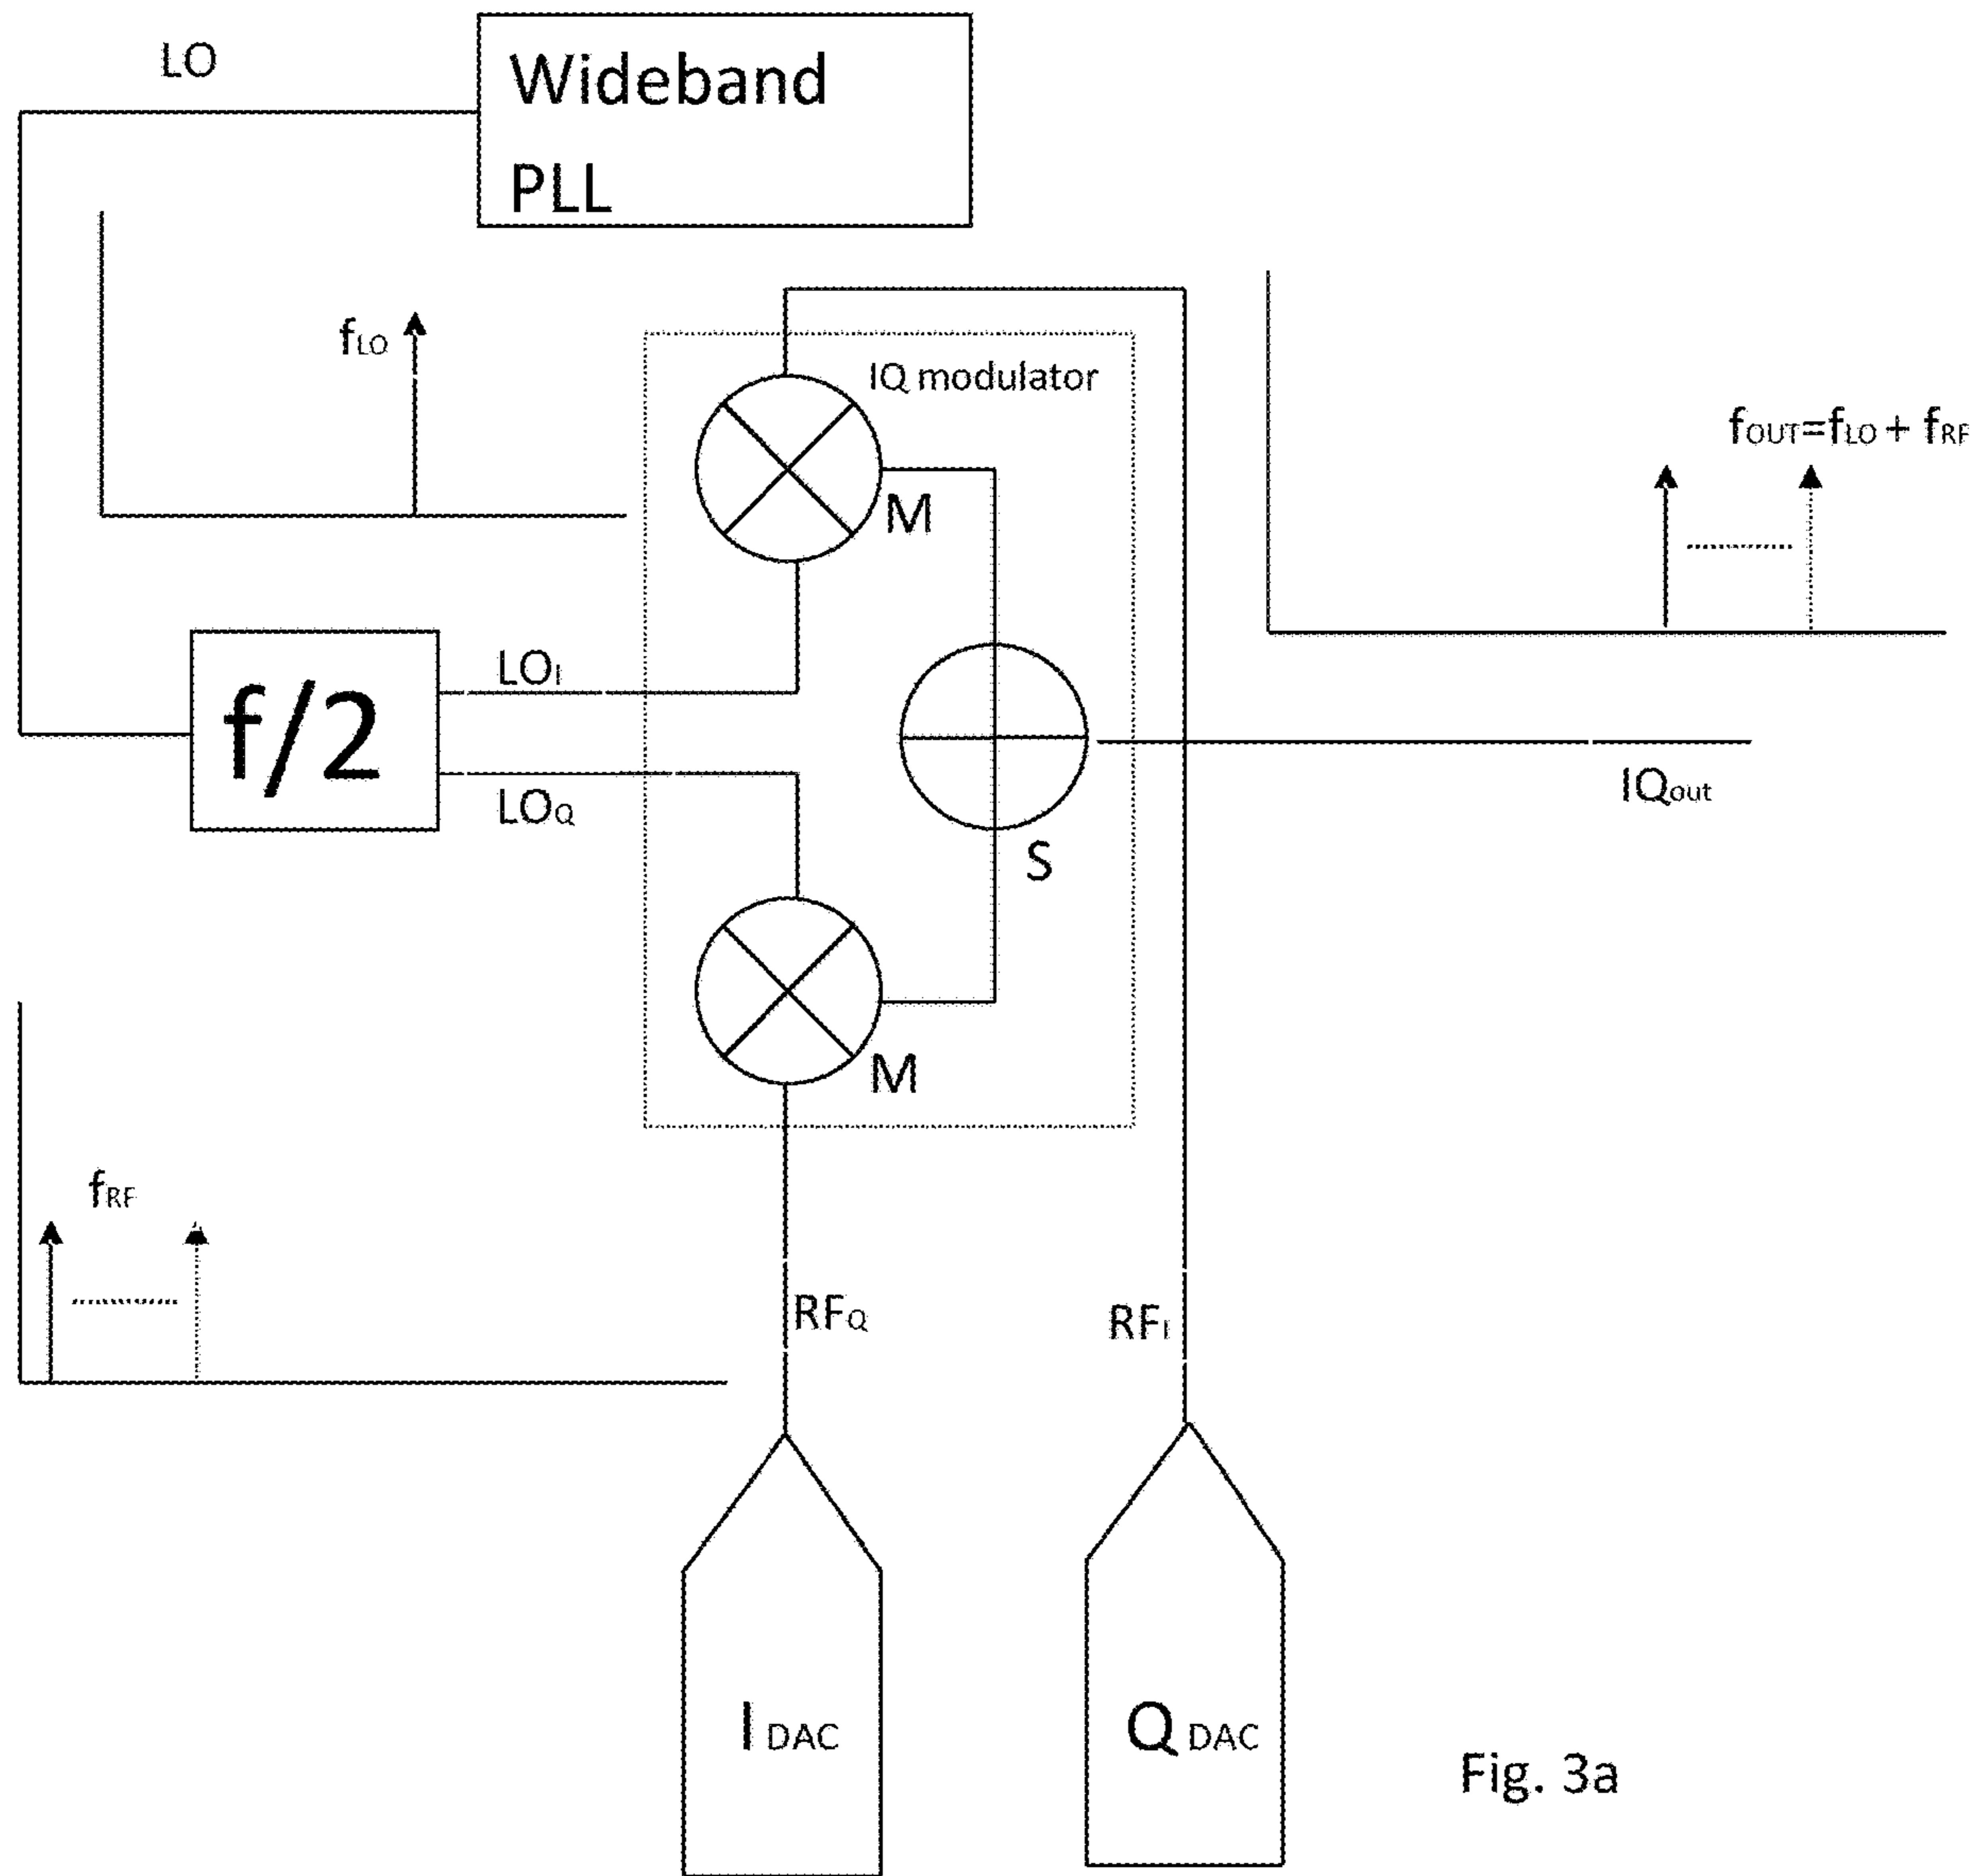 LO
Wideband
PLL
fLO
IQ modulator
fOUT=fLO + fRF
M
LOI
f/2
LOQ
IQout
S
M
fRF
RFQ
RFI
I DAC
Q DAC
Fig. 3a